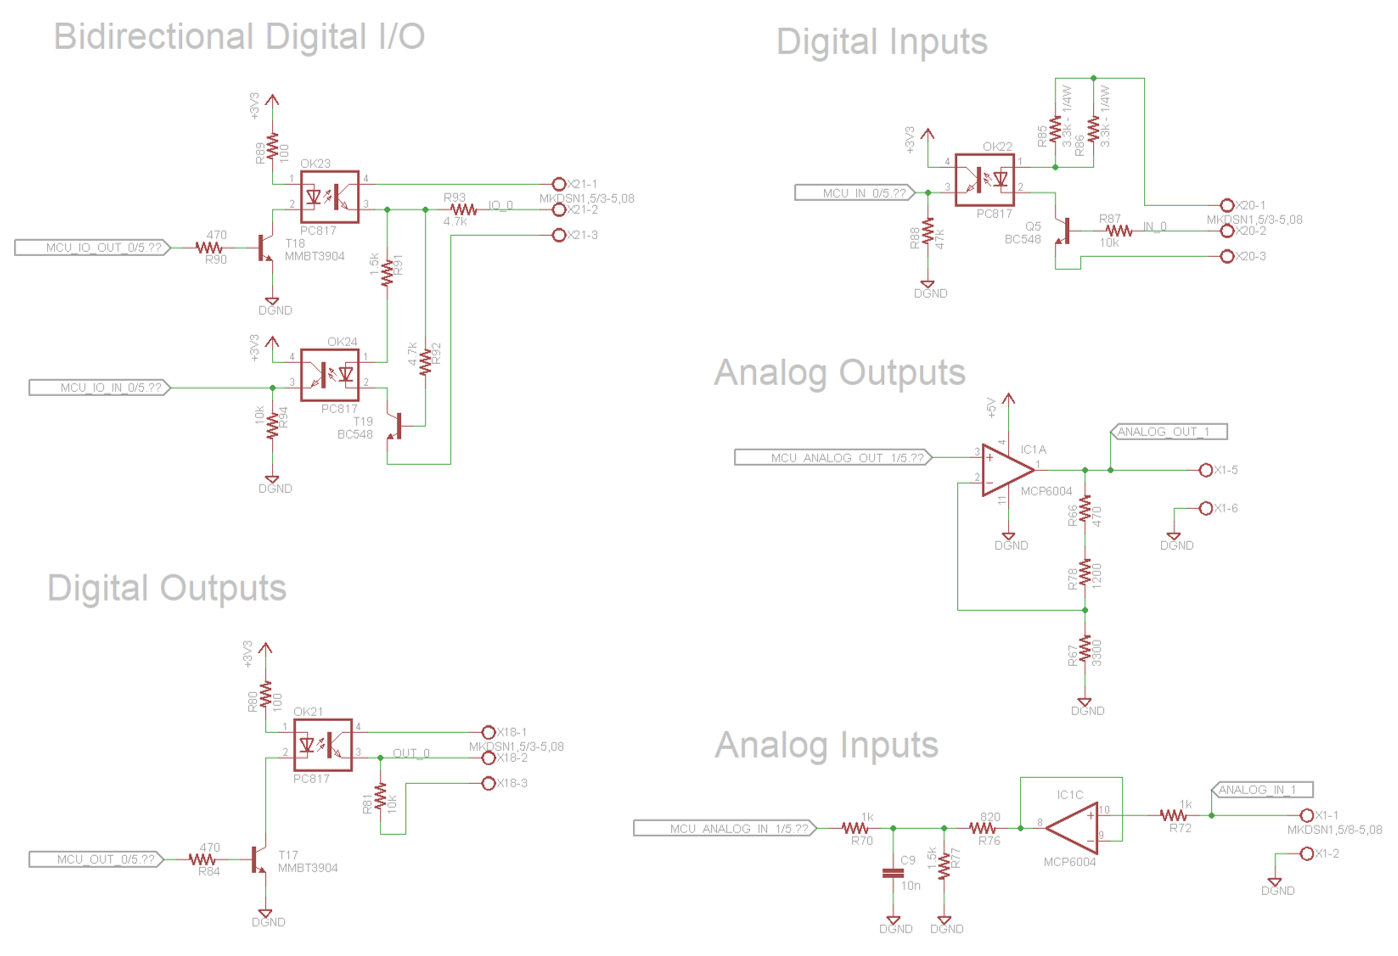 Bidirectional Digital I/O
+3V3
R89
100
OK23
1
2
4
3
PC817
X21-1
MKDSN1,5/3-5,08
R93
4.7k
IO_0
X21-2
X21-3
470
R90
MCU_IO_OUT_0/5.??
T18
MMBT3904
DGND
1.5k
R91
+3V3
OK24
4
3
1
2
PC817
4.7k
R92
MCU_IO_IN_0/5.??
10k
R94
T19
BC548
DGND
Digital Inputs
+3V3
R85
3.3k - 1/4W
R86
3.3k - 1/4W
OK22
4
3
1
2
PC817
MCU_IN_0/5.??
R88
47k
Q5
BC548
R87
10k
IN_0
X20-1
MKDSN1,5/3-5,08
X20-2
X20-3
DGND
Analog Outputs
+5V
MCU_ANALOG_OUT_1/5.??
3
2
4
11
1
IC1A
MCP6004
ANALOG_OUT_1
X1-5
X1-6
DGND
DGND
R66
470
R78
1200
R67
3300
DGND
Digital Outputs
+3V3
R80
100
OK21
1
2
4
3
PC817
X18-1
MKDSN1,5/3-5,08
OUT_0
X18-2
X18-3
R81
10k
470
R84
MCU_OUT_0/5.??
T17
MMBT3904
DGND
Analog Inputs
MCU_ANALOG_IN_1/5.??
1k
R70
C9
10n
1.5k
R77
820
R76
8
IC1C
10
9
MCP6004
1k
R72
ANALOG_IN_1
X1-1
MKDSN1,5/8-5,08
X1-2
DGND
DGND
DGND